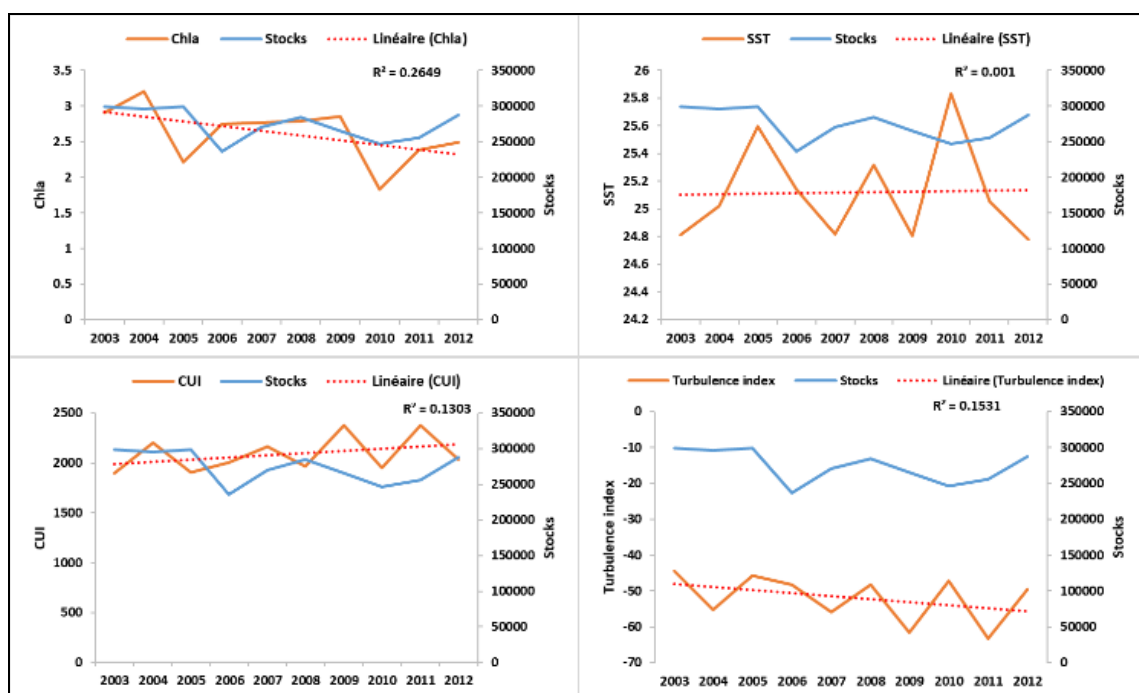 Chla Stocks Linéaire (Chla)
R² = 0.2649
3.5 350000
3 300000
2.5 250000
2 200000
1.5 150000
1 100000
0.5 50000
0 0
Chla
Stocks
2003 2004 2005 2006 2007 2008 2009 2010 2011 2012
SST Stocks Linéaire (SST)
R² = 0.001
26 350000
25.8 300000
25.6 250000
25.4 200000
25.2 150000
25 100000
24.8 50000
24.6 0
24.4
24.2
SST
Stocks
2003 2004 2005 2006 2007 2008 2009 2010 2011 2012
CUI Stocks Linéaire (CUI)
R² = 0.1303
2500 350000
2000 300000
1500 250000
1000 200000
500 150000
0 100000
50000
0
CUI
Stocks
2003 2004 2005 2006 2007 2008 2009 2010 2011 2012
Turbulence index Stocks Linéaire (Turbulence index)
R² = 0.1531
-0 350000
-10 300000
-20 250000
-30 200000
-40 150000
-50 100000
-60 50000
-70 0
Turbulence index
Stocks
2003 2004 2005 2006 2007 2008 2009 2010 2011 2012